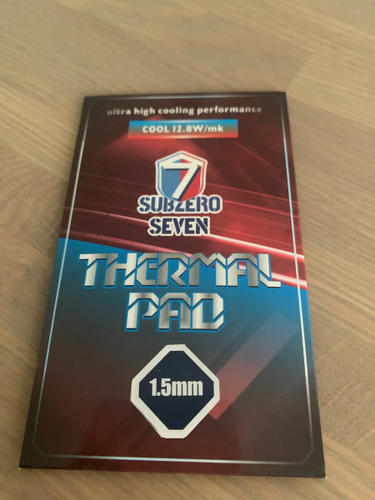 ultra high cooling performance
COOL 12.8W/mk
7
SUBZERO
SEVEN
THERMAL
PAD
1.5mm